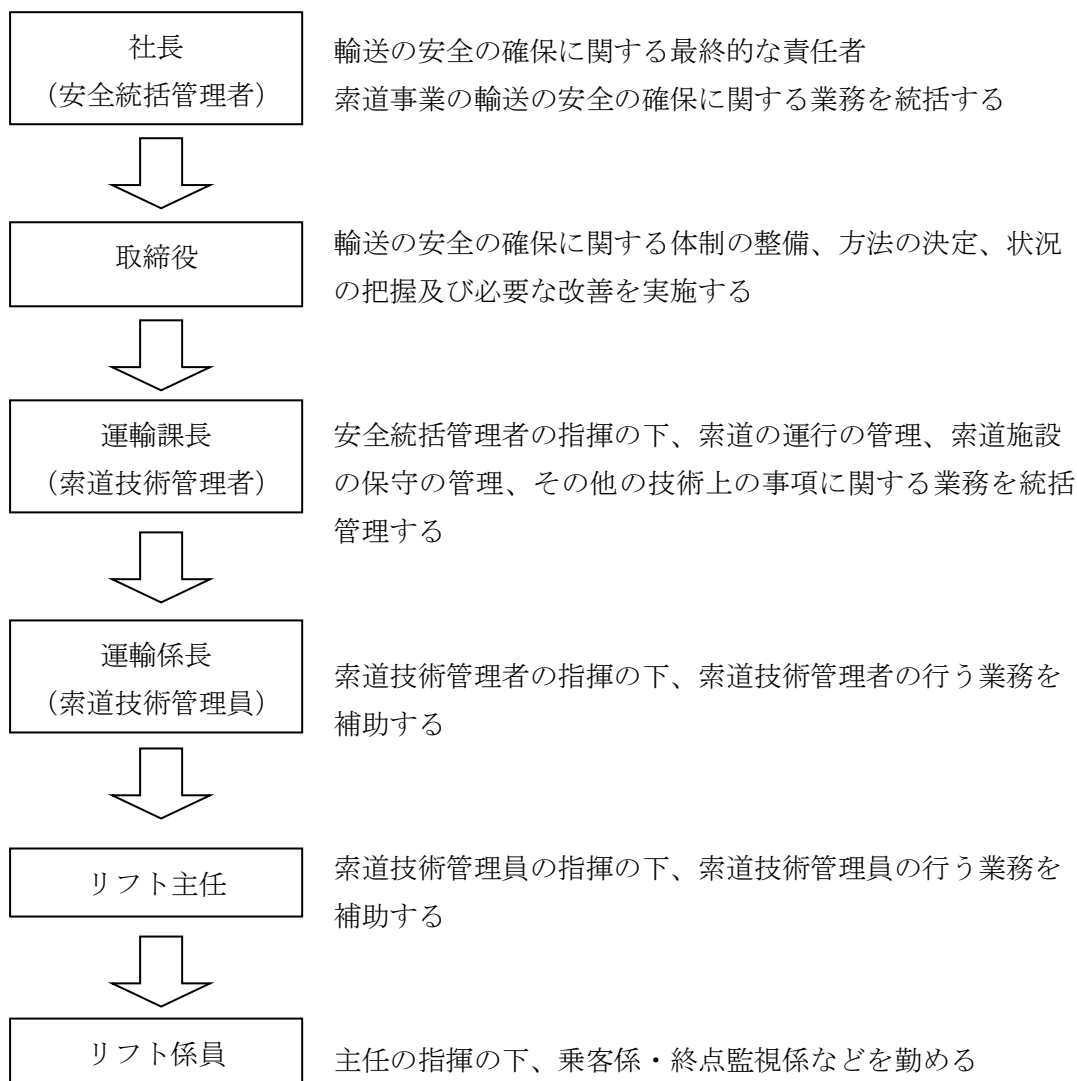 社長
(安全統括管理者)
輸送の安全の確保に関する最終的な責任者
索道事業の輸送の安全の確保に関する業務を統括する
取締役
輸送の安全の確保に関する体制の整備、方法の決定、状況
の把握及び必要な改善を実施する
運輸課長
(索道技術管理者)
安全統括管理者の指揮の下、索道の運行の管理、索道施設
の保守の管理、その他の技術上の事項に関する業務を統括
管理する
運輸係長
(索道技術管理員)
索道技術管理者の指揮の下、索道技術管理者の行う業務を
補助する
リフト主任
索道技術管理員の指揮の下、索道技術管理員の行う業務を
補助する
リフト係員
主任の指揮の下、乗客係・終点監視係などを勤める